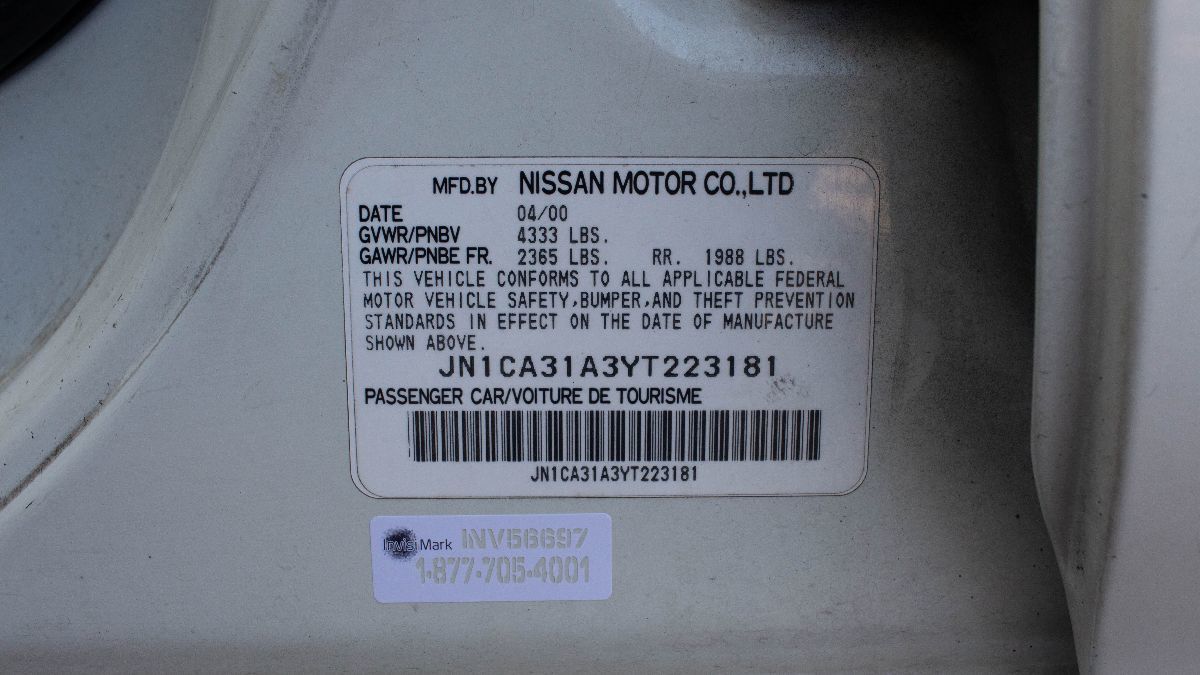 MFD.BY NISSAN MOTOR CO.,LTD
DATE 04/00
GVWR/PNBV 4333 LBS.
GAWR/PNBE FR. 2365 LBS. RR. 1988 LBS.
THIS VEHICLE CONFORMS TO ALL APPLICABLE FEDERAL
MOTOR VEHICLE SAFETY,BUMPER,AND THEFT PREVENTION
STANDARDS IN EFFECT ON THE DATE OF MANUFACTURE
SHOWN ABOVE.
JN1CA31A3YT223181
PASSENGER CAR/VOITURE DE TOURISME
JN1CA31A3YT223181
InvisiMark INV56697
1-877-705-4001